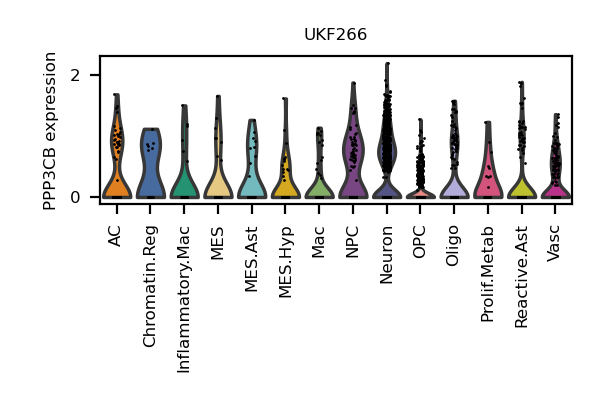 UKF266
PPP3CB expression
2
0
AC
Chromatin.Reg
Inflammatory.Mac
MES
MES.Ast
MES.Hyp
Mac
NPC
Neuron
OPC
Oligo
Prolif.Metab
Reactive.Ast
Vasc